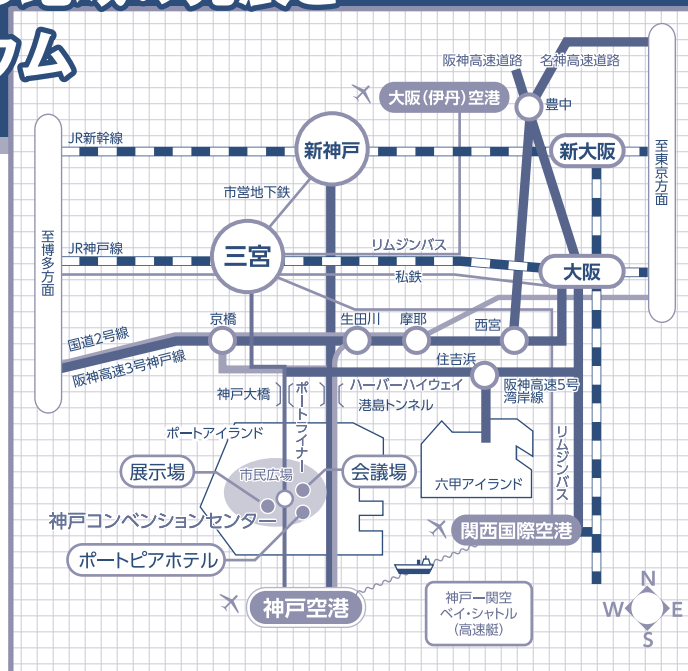 ウム
阪神高速道路
名神高速道路
大阪(伊丹)空港
豊中
至東京方面
JR新幹線
新神戸
新大阪
市営地下鉄
至博多方面
JR神戸線
三宮
リムジンバス
私鉄
大阪
京橋
生田川
摩耶
西宮
国道2号線
阪神高速3号神戸線
住吉浜
神戸大橋
ポートライナー
ハーバーハイウェイ
港島トンネル
阪神高速5号
湾岸線
ポートアイランド
リムジンバス
展示場
市民広場
会議場
六甲アイランド
神戸コンベンションセンター
関西国際空港
ポートピアホテル
神戸空港
神戸ー関空
ベイ・シャトル
(高速艇)
N
W
E
S